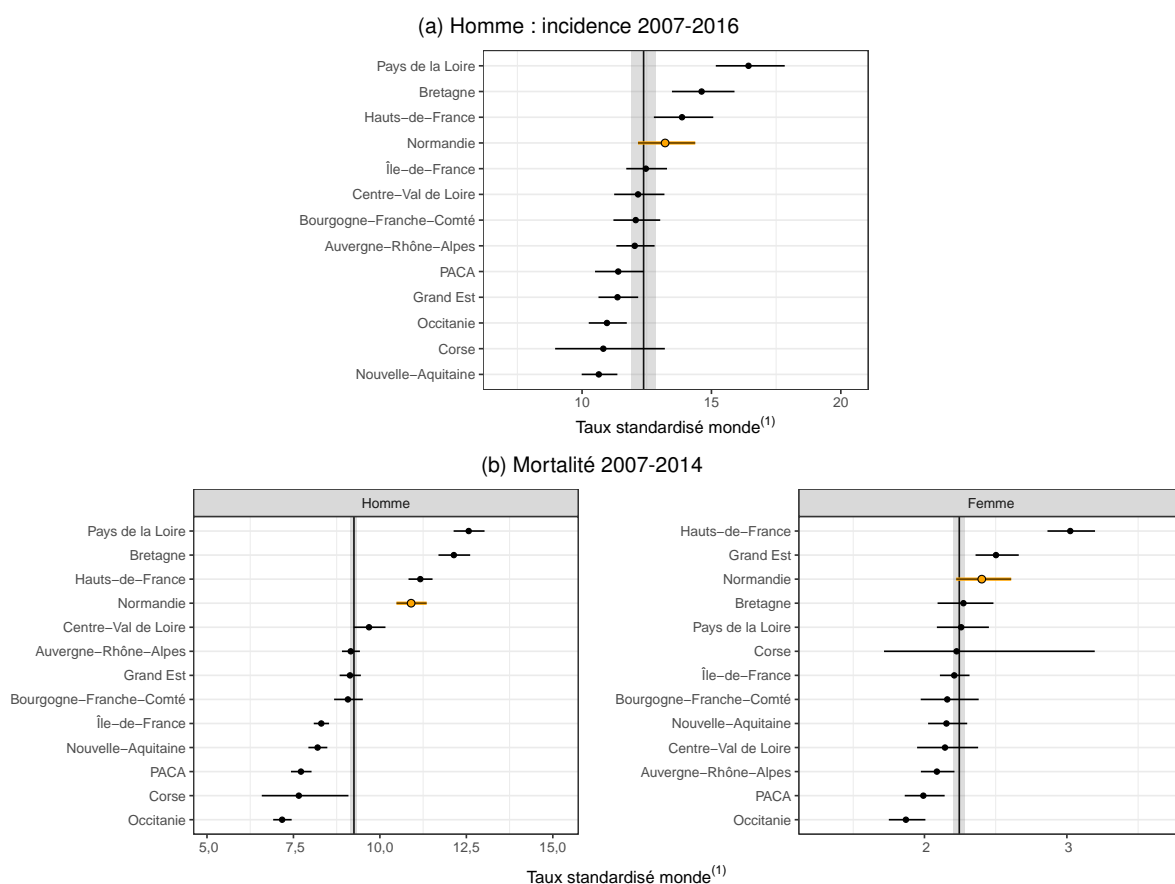 (a) Homme : incidence 2007-2016
Pays de la Loire
Bretagne
Hauts−de−France
Normandie
Île−de−France
Centre−Val de Loire
Bourgogne−Franche−Comté
Auvergne−Rhône−Alpes
PACA
Grand Est
Occitanie
Corse
Nouvelle−Aquitaine
10 15 20
Taux standardisé monde(1)
(b) Mortalité 2007-2014
Homme
Pays de la Loire
Bretagne
Hauts−de−France
Normandie
Centre−Val de Loire
Auvergne−Rhône−Alpes
Grand Est
Bourgogne−Franche−Comté
Île−de−France
Nouvelle−Aquitaine
PACA
Corse
Occitanie
5,0 7,5 10,0 12,5 15,0
Femme
Hauts−de−France
Grand Est
Normandie
Bretagne
Pays de la Loire
Corse
Île−de−France
Bourgogne−Franche−Comté
Nouvelle−Aquitaine
Centre−Val de Loire
Auvergne−Rhône−Alpes
PACA
Occitanie
2 3
Taux standardisé monde(1)